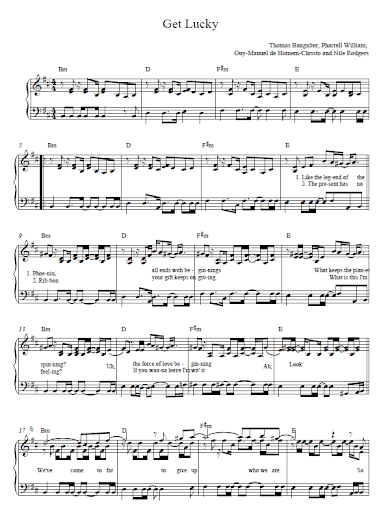 Get Lucky
Thomas Bangalter, Pharrell William,
Guy-Manuel de Homem-Christo and Nile Rodgers
Bm D F#m E
5 Bm D F#m E
1. Like the leg-end of the
2. The pre-sent has no
9 Bm D F#m E
1. Phoe-nix, all ends with be - gin-nings What keeps the plan-et
2. Rib-bon your gift keeps on giv-ing. What is this I'm
13 Bm D F#m E
spin-ning? Uh, the force of love be - gin-ning Ah, Look:
feel-ing? If you wan-na leave I'm wit' it
17 Bm D F#m E
We've come to far to give up who we are. So